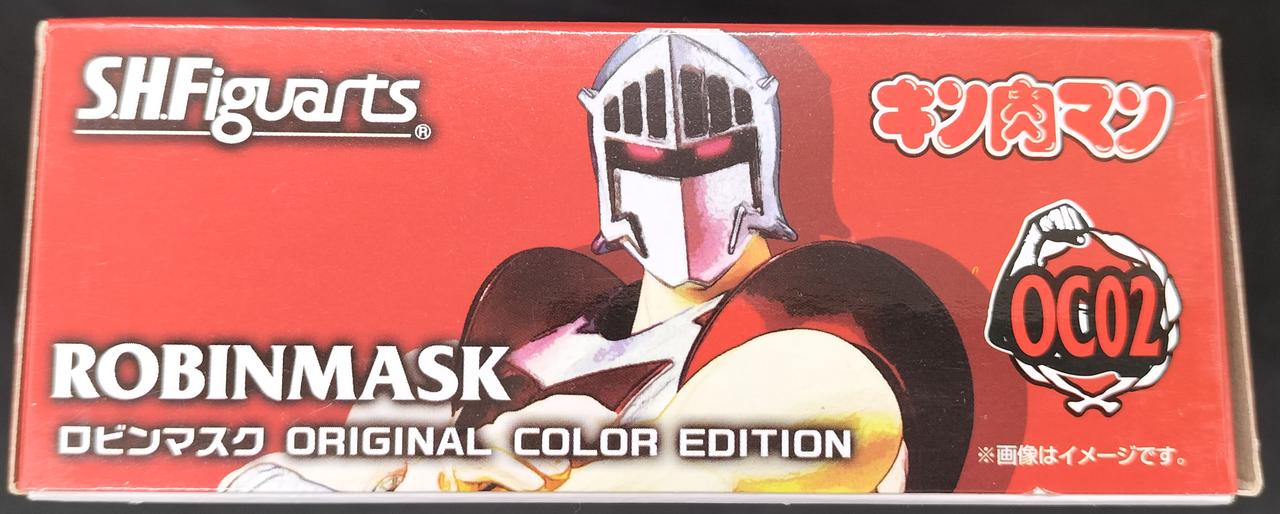 S.H.Figuarts®
キン肉マン
OC02
ROBINMASK
ロビンマスク ORIGINAL COLOR EDITION
※画像はイメージです。